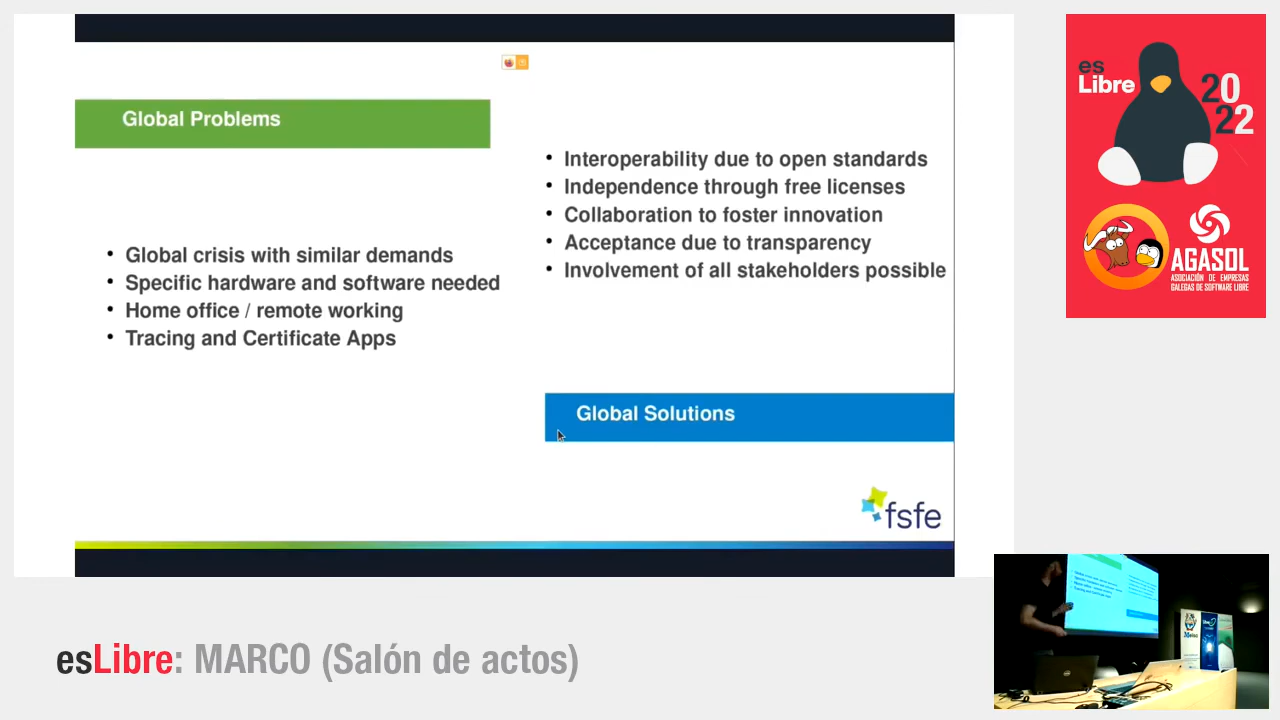 Global Problems
Global crisis with similar demands
Specific hardware and software needed
Home office / remote working
Tracing and Certificate Apps
Interoperability due to open standards
Independence through free licenses
Collaboration to foster innovation
Acceptance due to transparency
Involvement of all stakeholders possible
Global Solutions
fsfe
es
Libre
20
22
AGASOL
ASOCIACIÓN DE EMPRESAS
GALEGAS DE SOFTWARE LIBRE
esLibre: MARCO (Salón de actos)